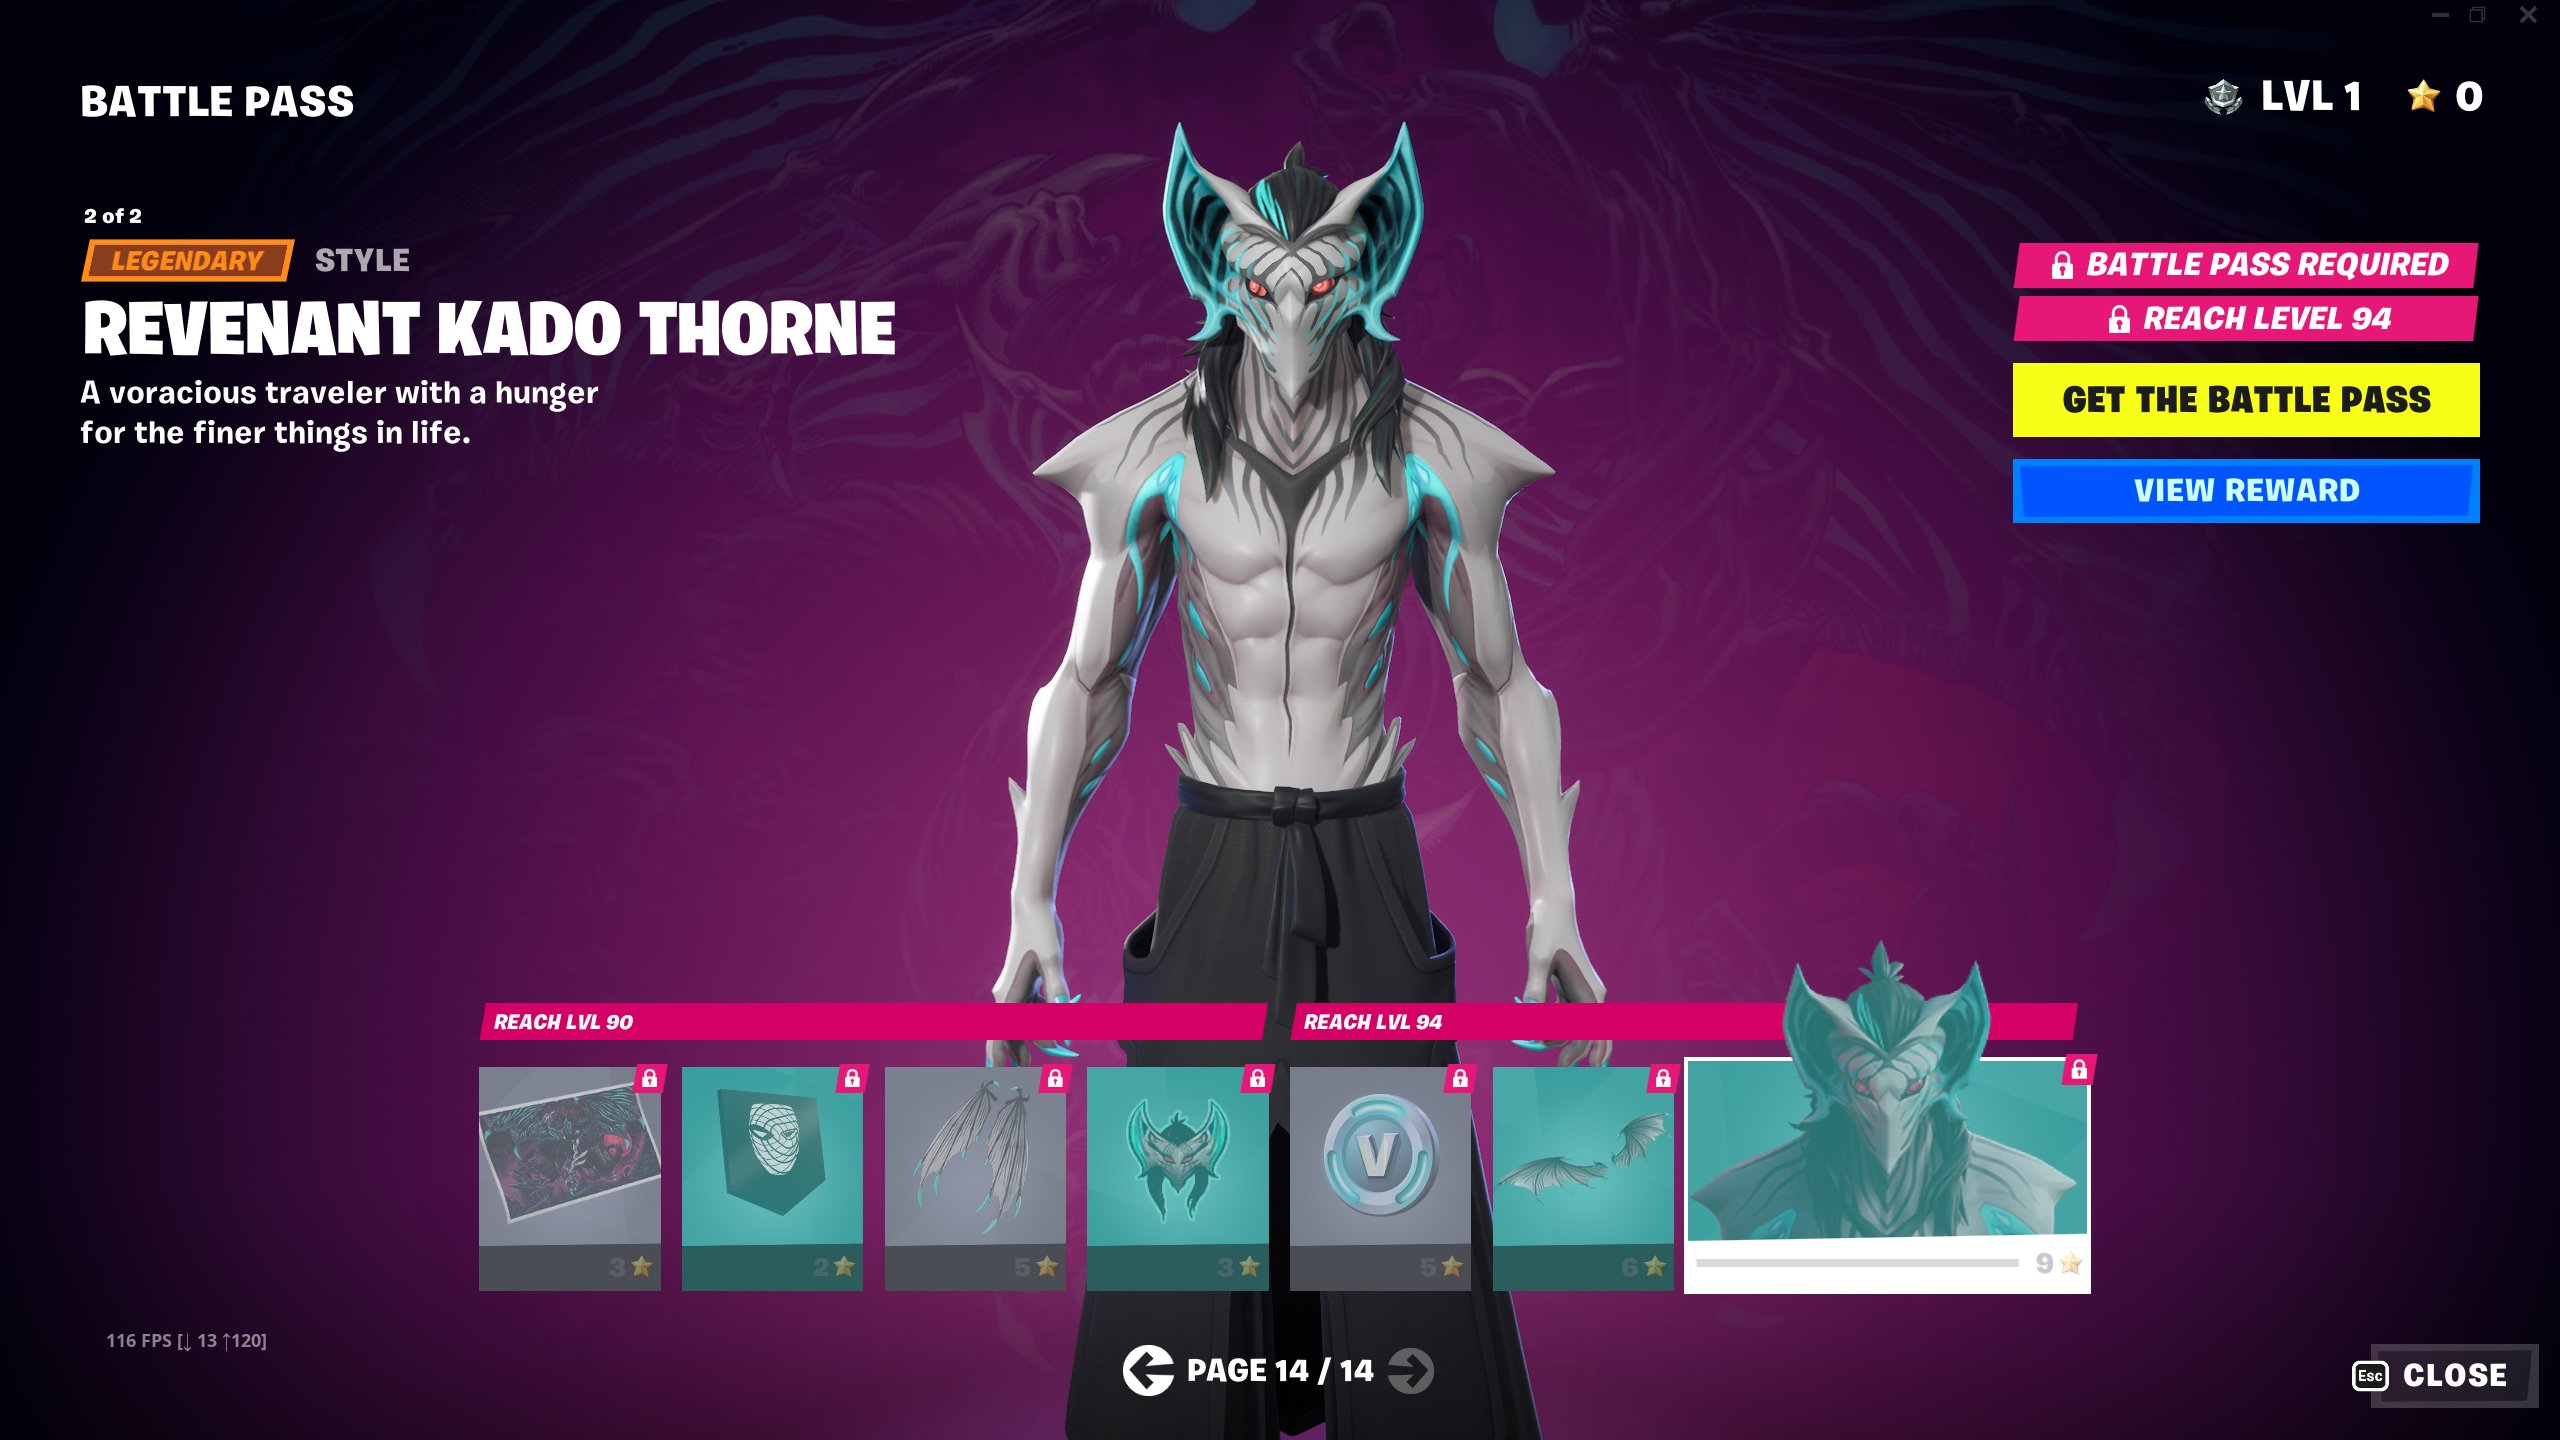 BATTLE PASS
LVL 1
0
2 of 2
LEGENDARY STYLE
REVENANT KADO THORNE
A voracious traveler with a hunger
for the finer things in life.
BATTLE PASS REQUIRED
REACH LEVEL 94
GET THE BATTLE PASS
VIEW REWARD
REACH LVL 90
REACH LVL 94
V
3
2
5
3
5
6
9
116 FPS [↓ 13 ↑120]
PAGE 14 / 14
Esc CLOSE